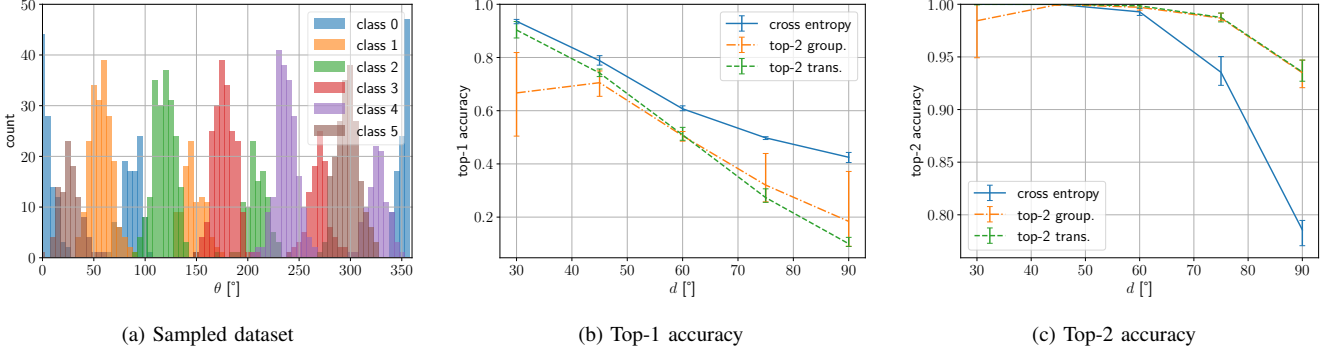 50
40
30
20
10
0
count
0
50
100
150
200
250
300
350
θ [°]
class 0
class 1
class 2
class 3
class 4
class 5
(a) Sampled dataset
1.0
0.8
0.6
0.4
0.2
top-1 accuracy
30
40
50
60
70
80
90
d [°]
cross entropy
top-2 group.
top-2 trans.
(b) Top-1 accuracy
1.00
0.95
0.90
0.85
0.80
top-2 accuracy
30
40
50
60
70
80
90
d [°]
cross entropy
top-2 group.
top-2 trans.
(c) Top-2 accuracy